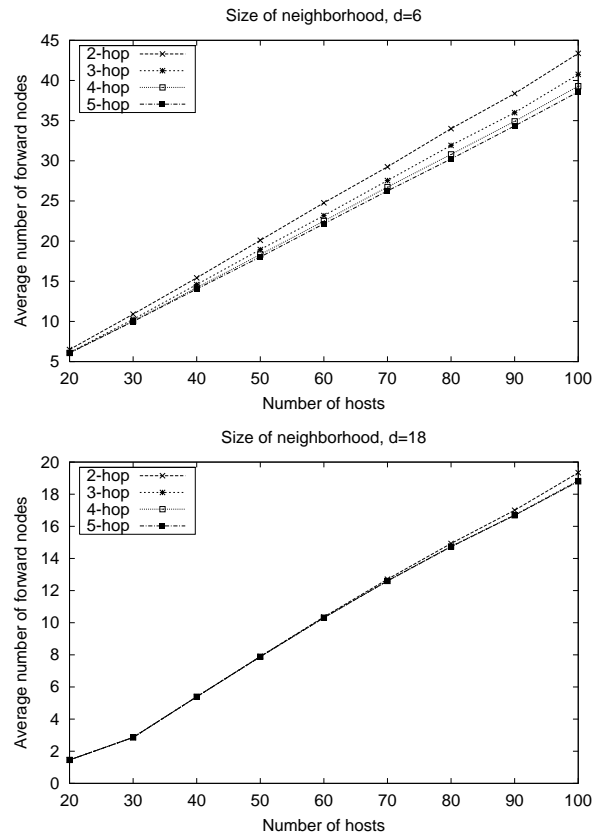 Size of neighborhood, d=6
45
40
35
30
25
20
15
10
5
2-hop
3-hop
4-hop
5-hop
Average number of forward nodes
20 30 40 50 60 70 80 90 100
Number of hosts
Size of neighborhood, d=18
20
18
16
14
12
10
8
6
4
2
0
2-hop
3-hop
4-hop
5-hop
Average number of forward nodes
20 30 40 50 60 70 80 90 100
Number of hosts